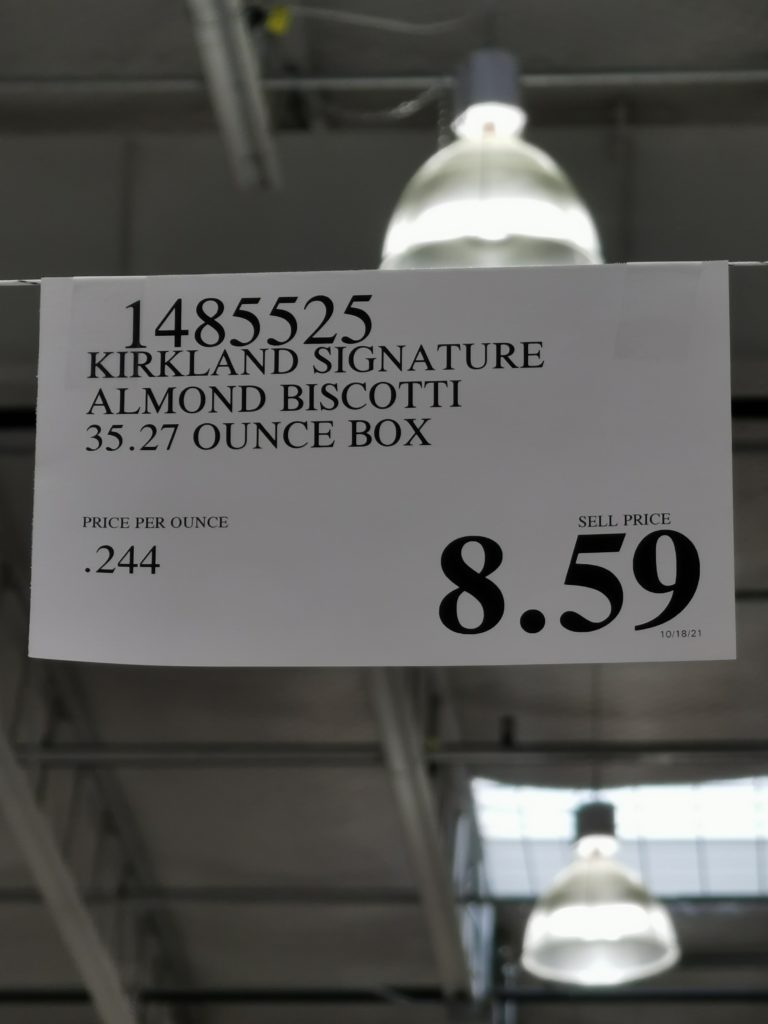 1485525
KIRKLAND SIGNATURE
ALMOND BISCOTTI
35.27 OUNCE BOX
PRICE PER OUNCE
.244
SELL PRICE
8.59
10/18/21